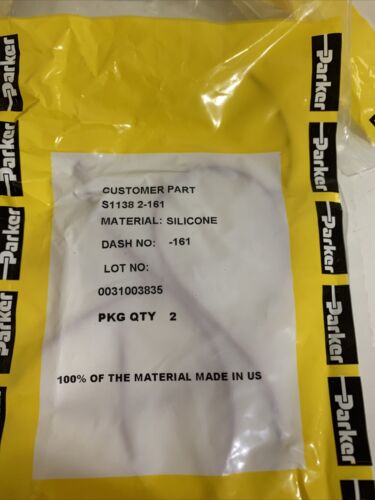 CUSTOMER PART
S1138 2-161
MATERIAL: SILICONE
DASH NO: -161
LOT NO:
0031003835
PKG QTY 2
100% OF THE MATERIAL MADE IN US
Parker
Parker
Parker
Parker
Parker
Parker
Parker
Parker
Parker